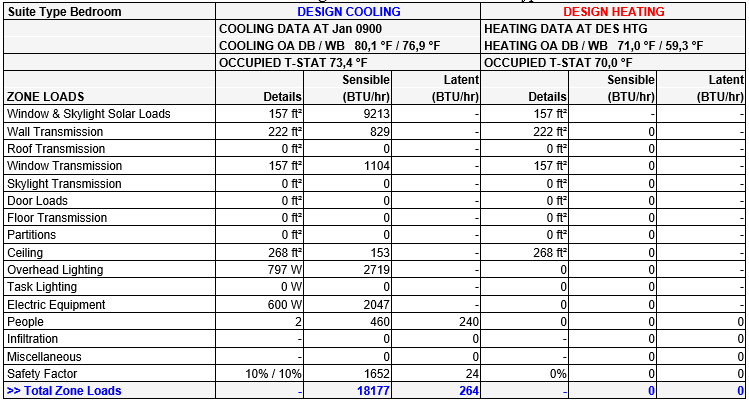 Suite Type Bedroom DESIGN COOLING DESIGN HEATING
COOLING DATA AT Jan 0900 HEATING DATA AT DES HTG
COOLING OA DB / WB 80,1 °F / 76,9 °F HEATING OA DB / WB 71,0 °F / 59,3 °F
OCCUPIED T-STAT 73,4 °F OCCUPIED T-STAT 70,0 °F
Sensible Latent Sensible Latent
ZONE LOADS Details (BTU/hr) (BTU/hr) Details (BTU/hr) (BTU/hr)
Window & Skylight Solar Loads 157 ft² 9213 - 157 ft² - -
Wall Transmission 222 ft² 829 - 222 ft² 0 -
Roof Transmission 0 ft² 0 - 0 ft² 0 -
Window Transmission 157 ft² 1104 - 157 ft² 0 -
Skylight Transmission 0 ft² 0 - 0 ft² 0 -
Door Loads 0 ft² 0 - 0 ft² 0 -
Floor Transmission 0 ft² 0 - 0 ft² 0 -
Partitions 0 ft² 0 - 0 ft² 0 -
Ceiling 268 ft² 153 - 268 ft² 0 -
Overhead Lighting 797 W 2719 - 0 0 -
Task Lighting 0 W 0 - 0 0 -
Electric Equipment 600 W 2047 - 0 0 -
People 2 460 240 0 0 0
Infiltration - 0 0 - 0 0
Miscellaneous - 0 0 - 0 0
Safety Factor 10% / 10% 1652 24 0% 0 0
>> Total Zone Loads - 18177 264 - 0 0